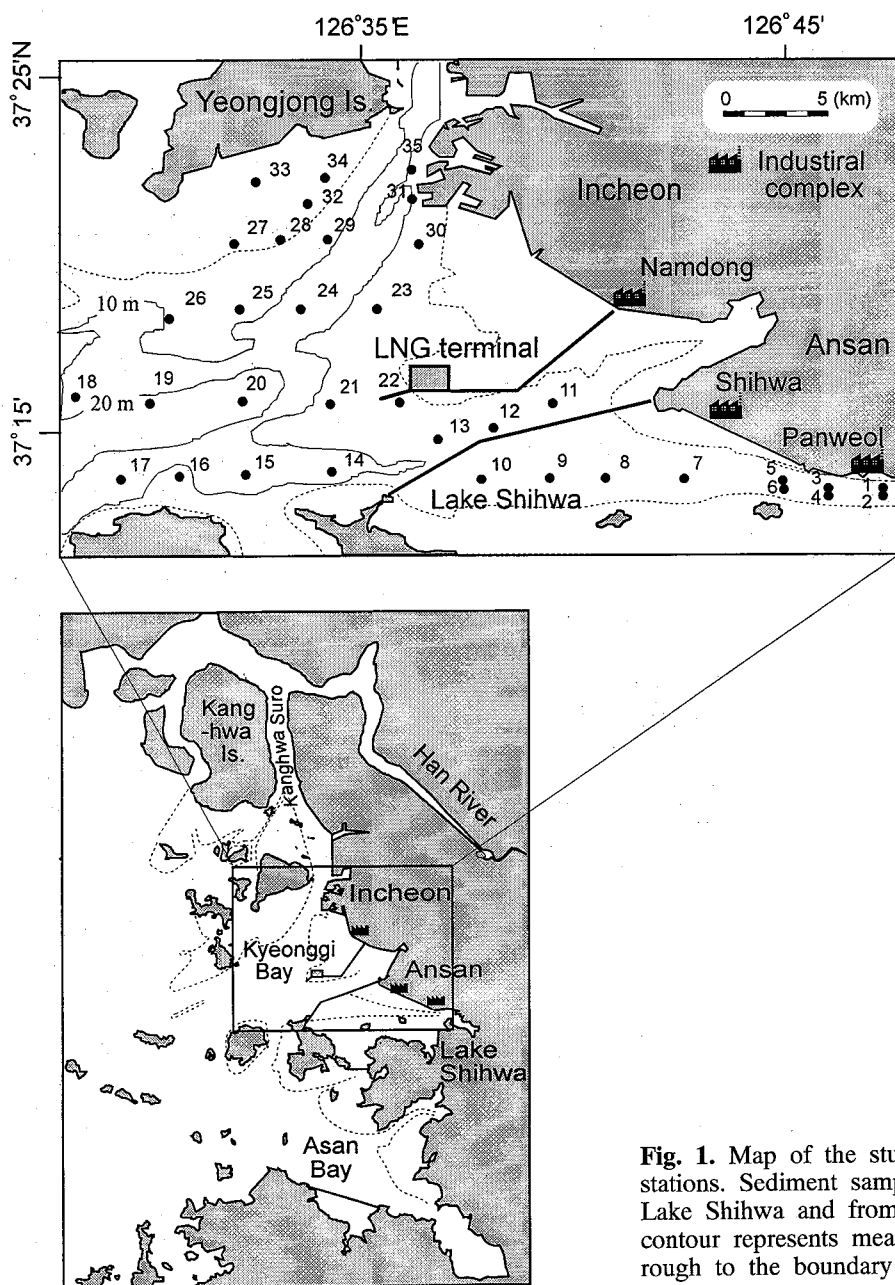 126°35'E
126°45'
37°25'N
Yeongjong Is.
0 5 (km)
35
Industiral
complex
33
34
Incheon
32
31
27
28
29
30
Namdong
10 m
26
25
24
23
LNG terminal
Ansan
18
19
20
21
22
11
Shihwa
20 m
12
37°15'
13
Panweol
17
16
15
14
10
9
8
7
5
3
1
6
4
2
Lake Shihwa
Kang
-hwa
Is.
Kanghwa Suro
Han River
Incheon
Kyeonggi
Bay
Ansan
Lake
Shihwa
Asan
Bay
Fig. 1. Map of the stu
stations. Sediment samp
Lake Shihwa and from
contour represents mea
rough to the boundary